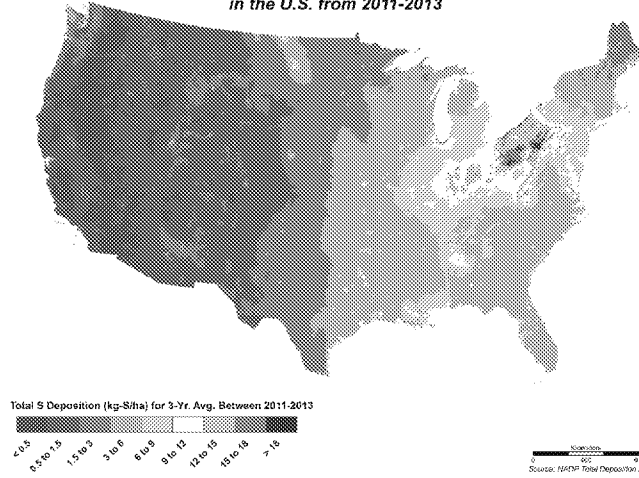 in the U.S. from 2011-2013
Total S Deposition (kg-S/ha) for 3-Yr. Avg. Between 2011-2013
< 0.5
0.5 to 1.5
1.5 to 3
3 to 6
6 to 9
9 to 12
12 to 15
15 to 18
> 18
Kilometers
0
400
Source: NADP Total Deposition